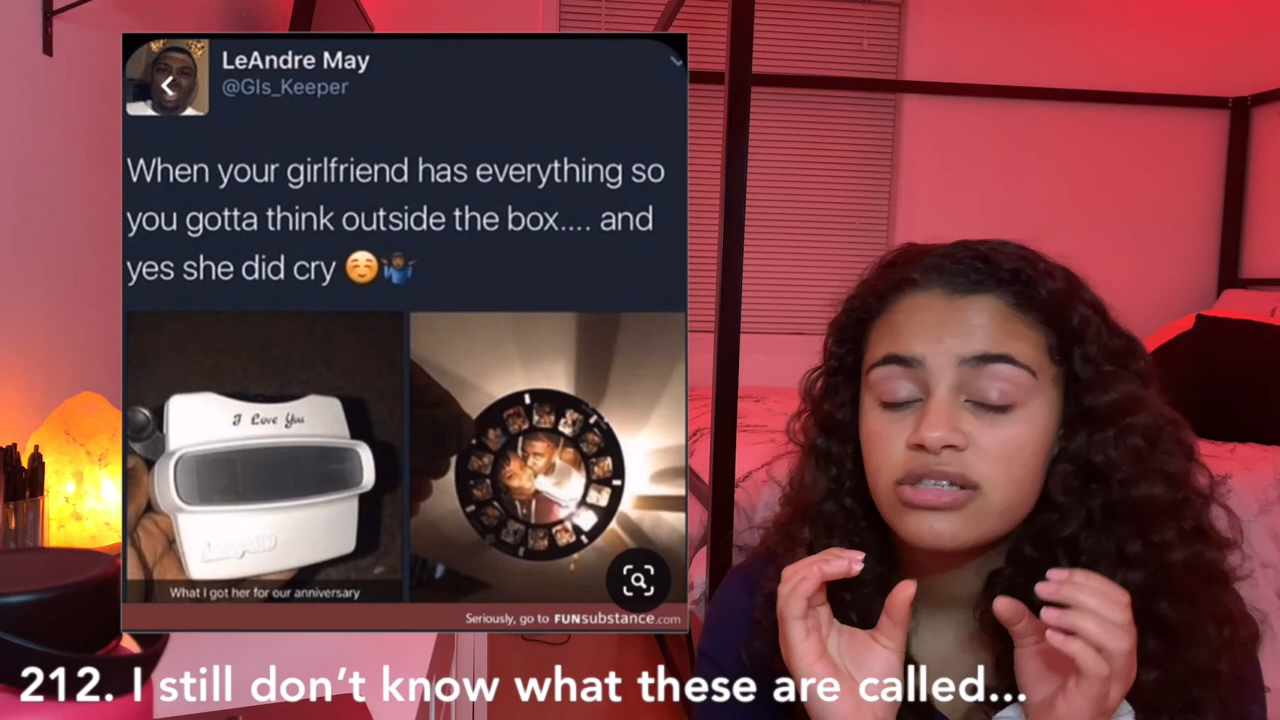 LeAndre May
@GIs_Keeper
When your girlfriend has everything so
you gotta think outside the box.... and
yes she did cry ☺️🤷🏾‍♂️
I Love You
What I got her for our anniversary
Seriously, go to FUNsubstance.com
212. I still don't know what these are called...